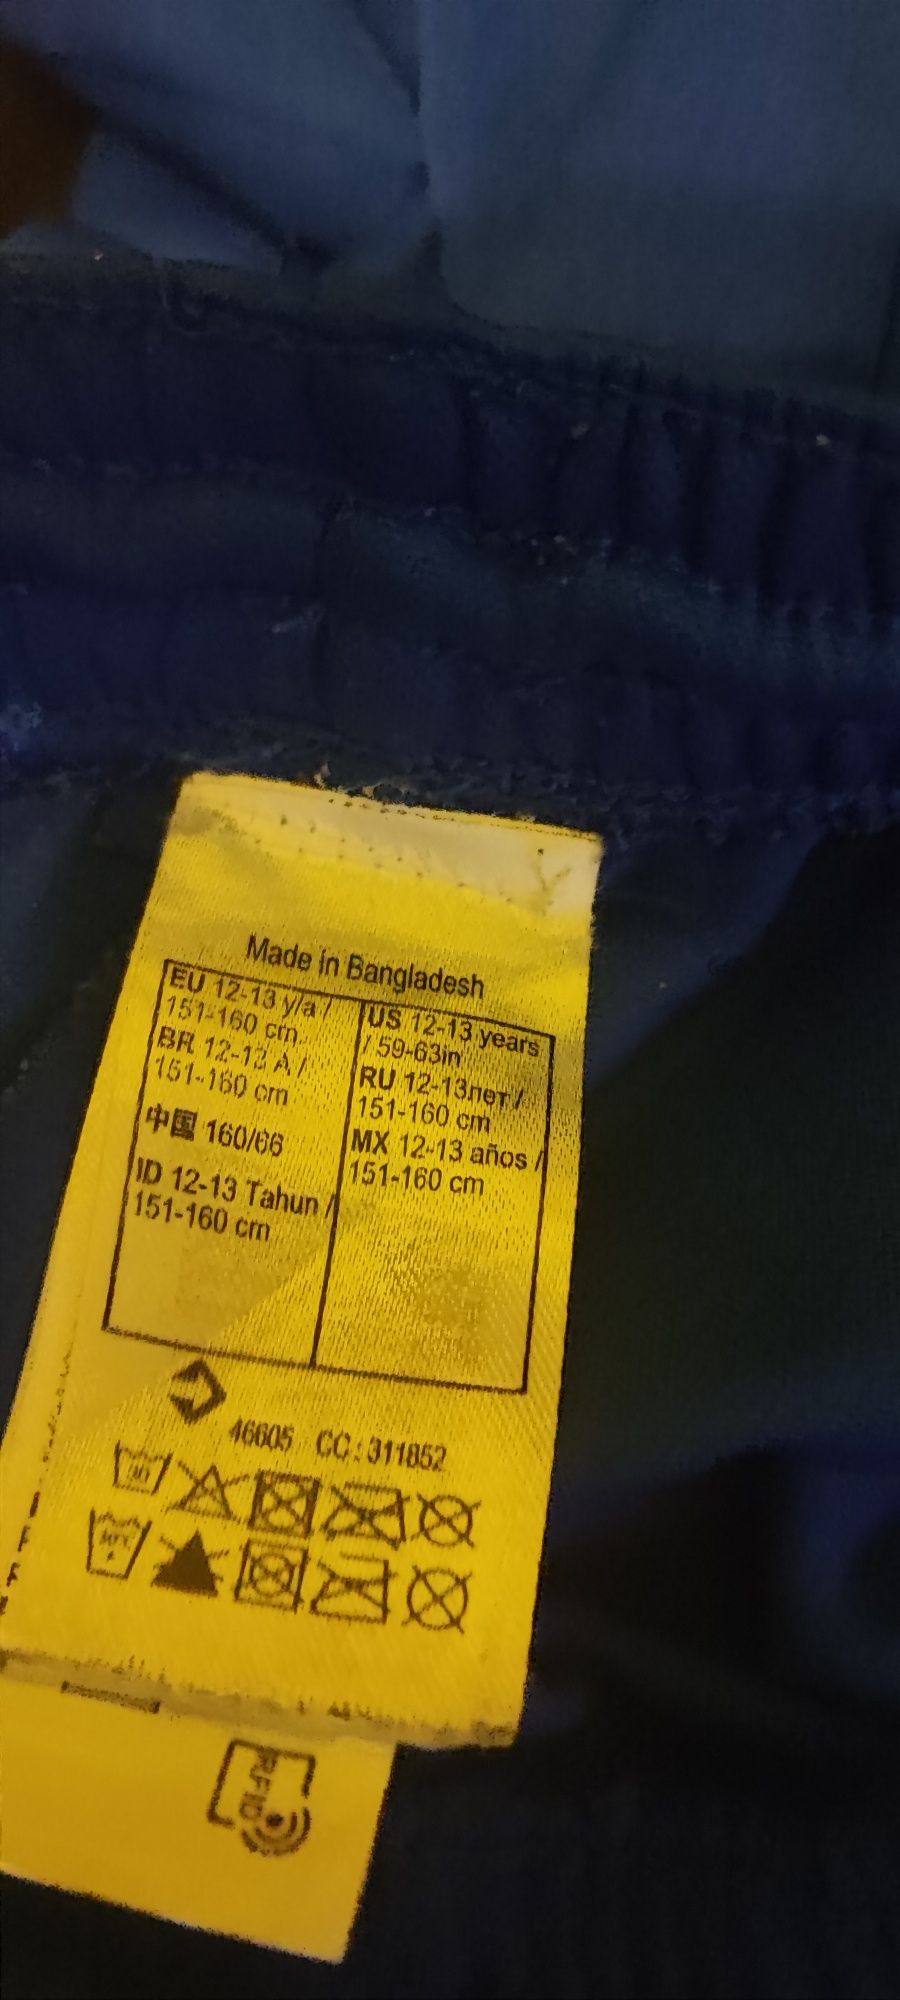 Made in Bangladesh
EU 12-13 y/a /
151-160 cm
BR 12-13 A /
151-160 cm
中国 160/66
ID 12-13 Tahun /
151-160 cm
US 12-13 years
/ 59-63in
RU 12-13лет /
151-160 cm
MX 12-13 años /
151-160 cm
46605 CC: 311852
30
30°C
RFID